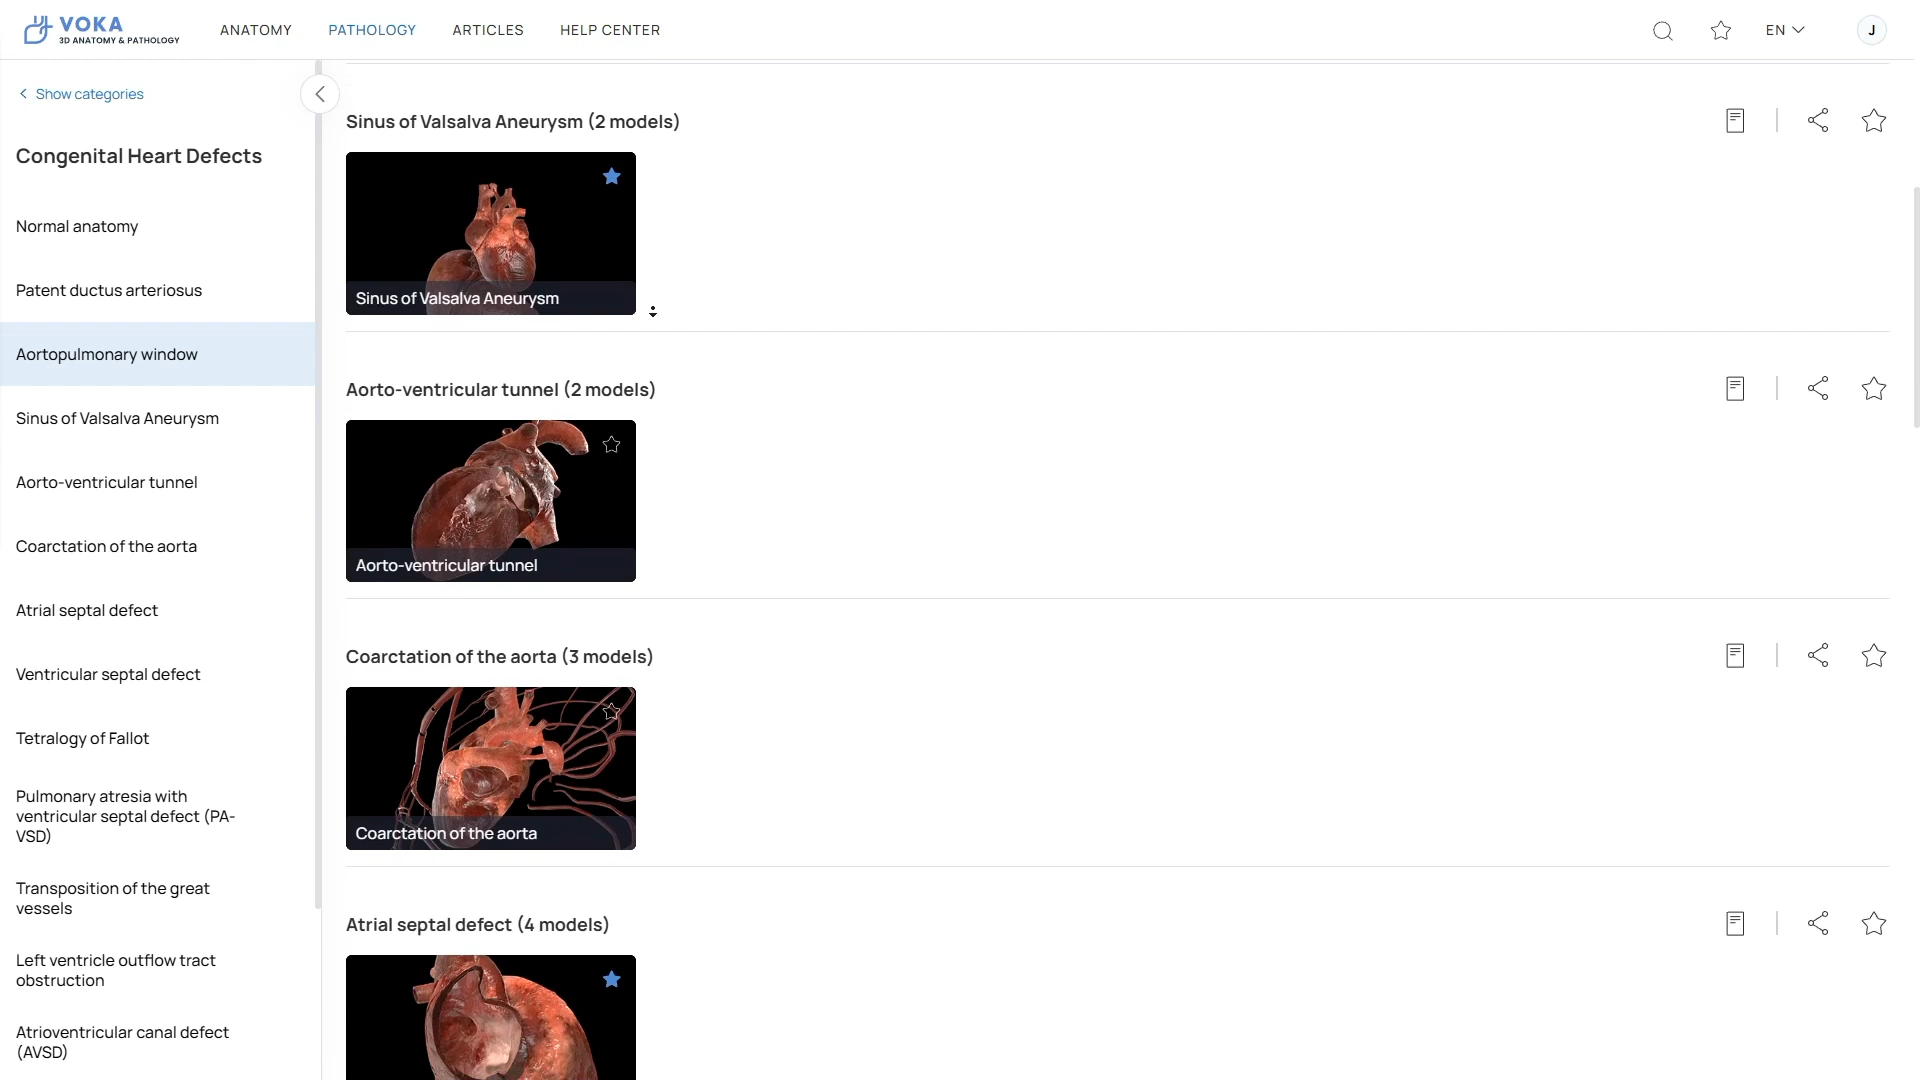 VOKA
3D ANATOMY & PATHOLOGY
ANATOMY
PATHOLOGY
ARTICLES
HELP CENTER
EN
J
Show categories
Congenital Heart Defects
Normal anatomy
Patent ductus arteriosus
Aortopulmonary window
Sinus of Valsalva Aneurysm
Aorto-ventricular tunnel
Coarctation of the aorta
Atrial septal defect
Ventricular septal defect
Tetralogy of Fallot
Pulmonary atresia with
ventricular septal defect (PA-
VSD)
Transposition of the great
vessels
Left ventricle outflow tract
obstruction
Atrioventricular canal defect
(AVSD)
Sinus of Valsalva Aneurysm (2 models)
Sinus of Valsalva Aneurysm
Aorto-ventricular tunnel (2 models)
Aorto-ventricular tunnel
Coarctation of the aorta (3 models)
Coarctation of the aorta
Atrial septal defect (4 models)